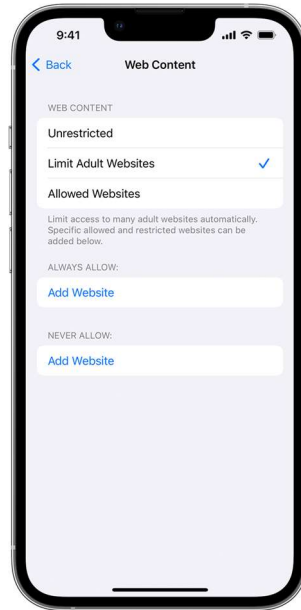 9:41
Back
Web Content
WEB CONTENT
Unrestricted
Limit Adult Websites
Allowed Websites
Limit access to many adult websites automatically.
Specific allowed and restricted websites can be
added below.
ALWAYS ALLOW:
Add Website
NEVER ALLOW:
Add Website